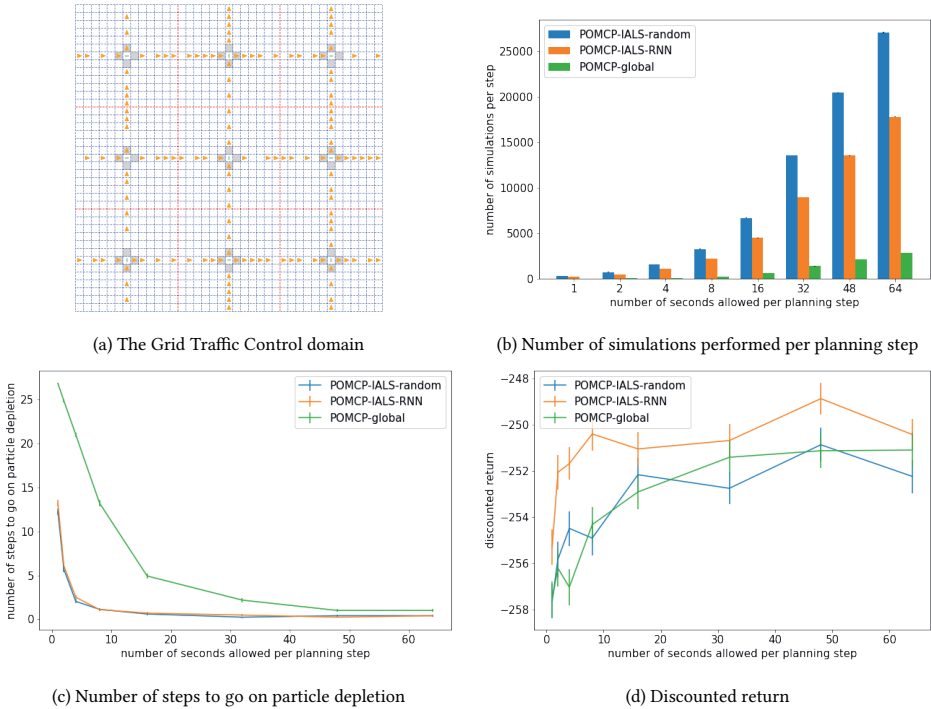 (a) The Grid Traffic Control domain
POMCP-IALS-random
POMCP-IALS-RNN
POMCP-global
number of simulations per step
25000
20000
15000
10000
5000
0
1 2 4 8 16 32 48 64
number of seconds allowed per planning step
(b) Number of simulations performed per planning step
POMCP-IALS-random
POMCP-IALS-RNN
POMCP-global
number of steps to go on particle depletion
25
20
15
10
5
0
0 10 20 30 40 50 60
number of seconds allowed per planning step
(c) Number of steps to go on particle depletion
POMCP-IALS-random
POMCP-IALS-RNN
POMCP-global
discounted return
−248
−250
−252
−254
−256
−258
0 10 20 30 40 50 60
number of seconds allowed per planning step
(d) Discounted return